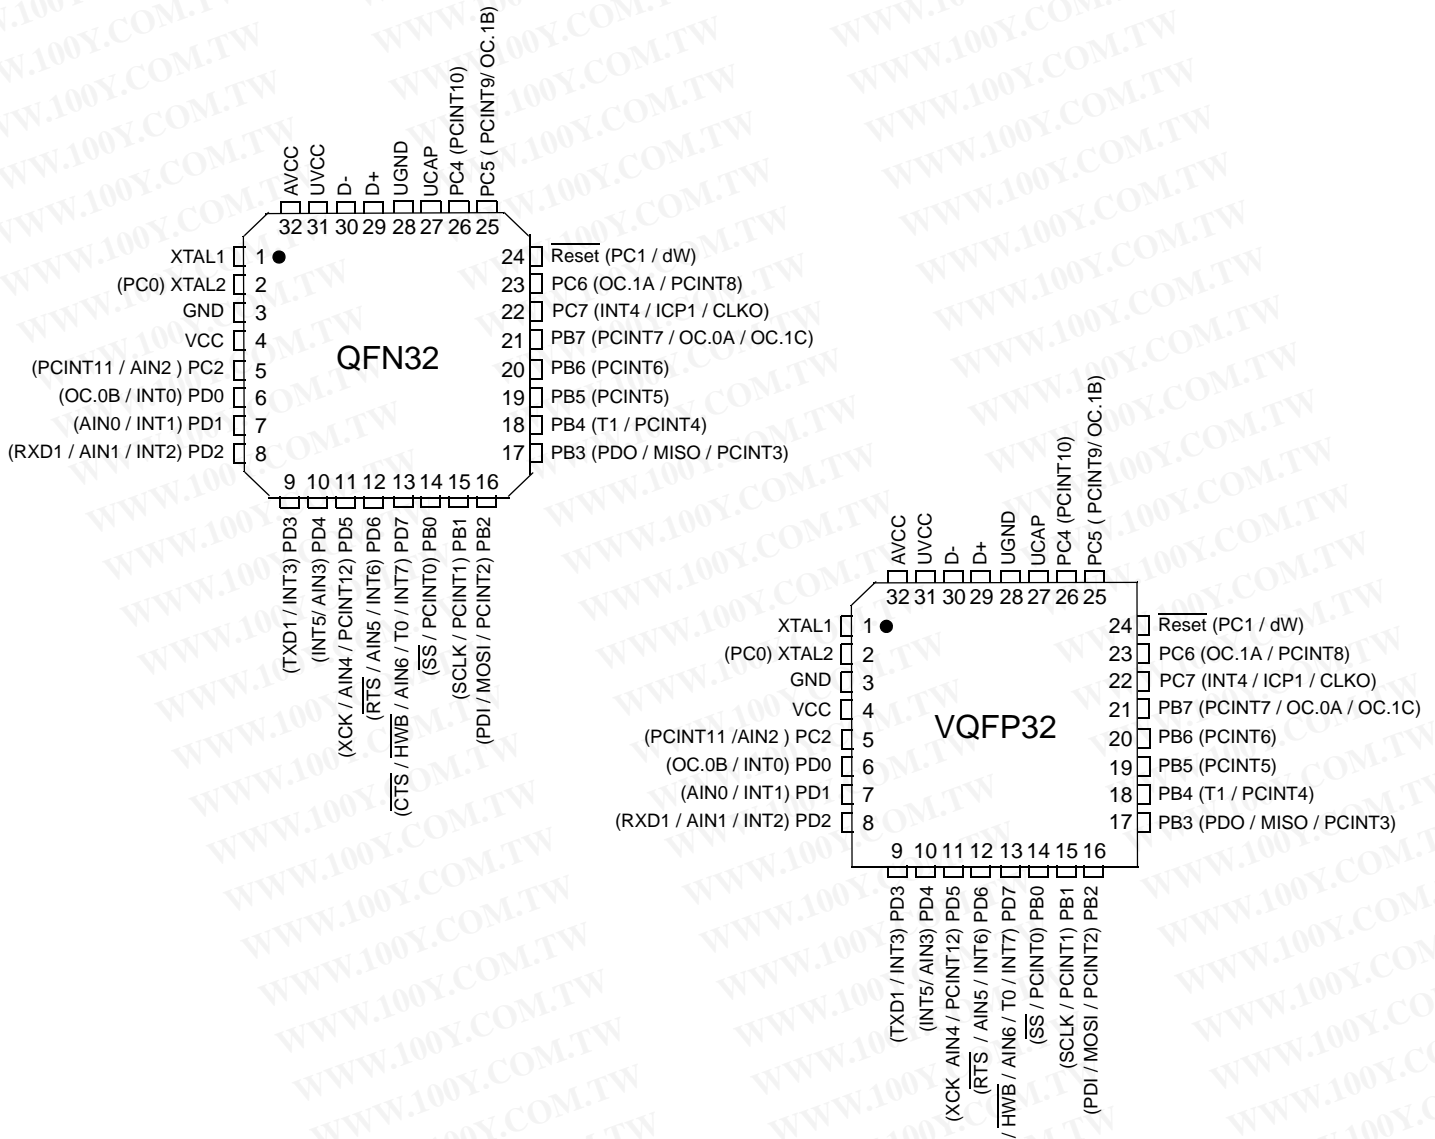 AVCC
UVCC
D-
D+
UGND
UCAP
PC4 (PCINT10)
PC5 ( PCINT9/ OC.1B)
32 31 30 29 28 27 26 25
XTAL1 1
(PC0) XTAL2 2
GND 3
VCC 4
(PCINT11 / AIN2 ) PC2 5
(OC.0B / INT0) PD0 6
(AIN0 / INT1) PD1 7
(RXD1 / AIN1 / INT2) PD2 8
QFN32
24 Reset (PC1 / dW)
23 PC6 (OC.1A / PCINT8)
22 PC7 (INT4 / ICP1 / CLKO)
21 PB7 (PCINT7 / OC.0A / OC.1C)
20 PB6 (PCINT6)
19 PB5 (PCINT5)
18 PB4 (T1 / PCINT4)
17 PB3 (PDO / MISO / PCINT3)
9 10 11 12 13 14 15 16
(TXD1 / INT3) PD3
(INT5/ AIN3) PD4
(XCK / AIN4 / PCINT12) PD5
(RTS / AIN5 / INT6) PD6
(CTS / HWB / AIN6 / T0 / INT7) PD7
(SS / PCINT0) PB0
(SCLK / PCINT1) PB1
(PDI / MOSI / PCINT2) PB2
AVCC
UVCC
D-
D+
UGND
UCAP
PC4 (PCINT10)
PC5 ( PCINT9/ OC.1B)
32 31 30 29 28 27 26 25
XTAL1 1
(PC0) XTAL2 2
GND 3
VCC 4
(PCINT11 /AIN2 ) PC2 5
(OC.0B / INT0) PD0 6
(AIN0 / INT1) PD1 7
(RXD1 / AIN1 / INT2) PD2 8
VQFP32
24 Reset (PC1 / dW)
23 PC6 (OC.1A / PCINT8)
22 PC7 (INT4 / ICP1 / CLKO)
21 PB7 (PCINT7 / OC.0A / OC.1C)
20 PB6 (PCINT6)
19 PB5 (PCINT5)
18 PB4 (T1 / PCINT4)
17 PB3 (PDO / MISO / PCINT3)
9 10 11 12 13 14 15 16
(TXD1 / INT3) PD3
(INT5/ AIN3) PD4
(XCK AIN4 / PCINT12) PD5
(RTS / AIN5 / INT6) PD6
/ HWB / AIN6 / T0 / INT7) PD7
(SS / PCINT0) PB0
(SCLK / PCINT1) PB1
(PDI / MOSI / PCINT2) PB2
WWW.100Y.COM.TW